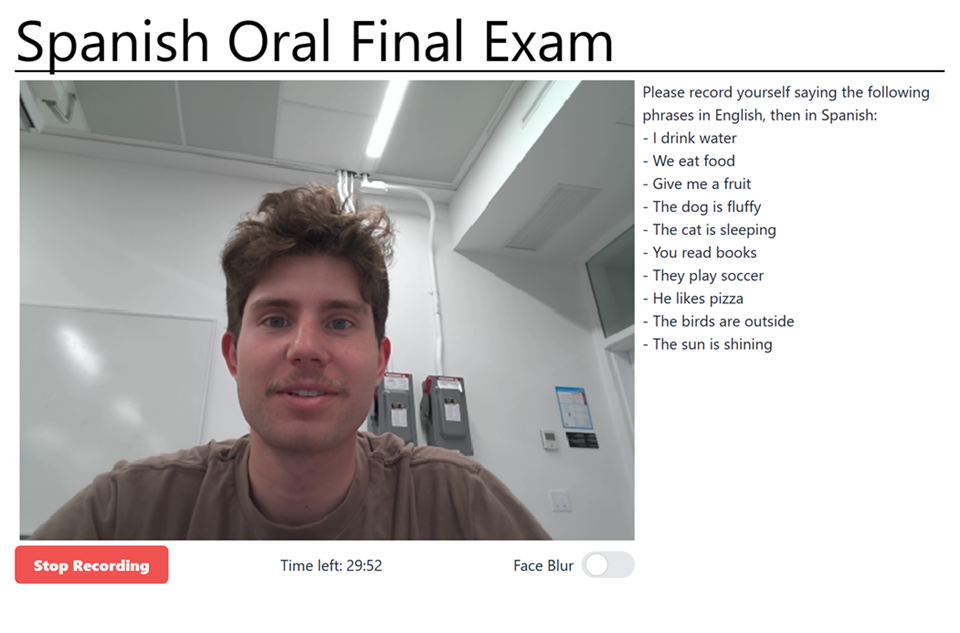 Spanish Oral Final Exam
Please record yourself saying the following
phrases in English, then in Spanish:
- I drink water
- We eat food
- Give me a fruit
- The dog is fluffy
- The cat is sleeping
- You read books
- They play soccer
- He likes pizza
- The birds are outside
- The sun is shining
Stop Recording
Time left: 29:52
Face Blur